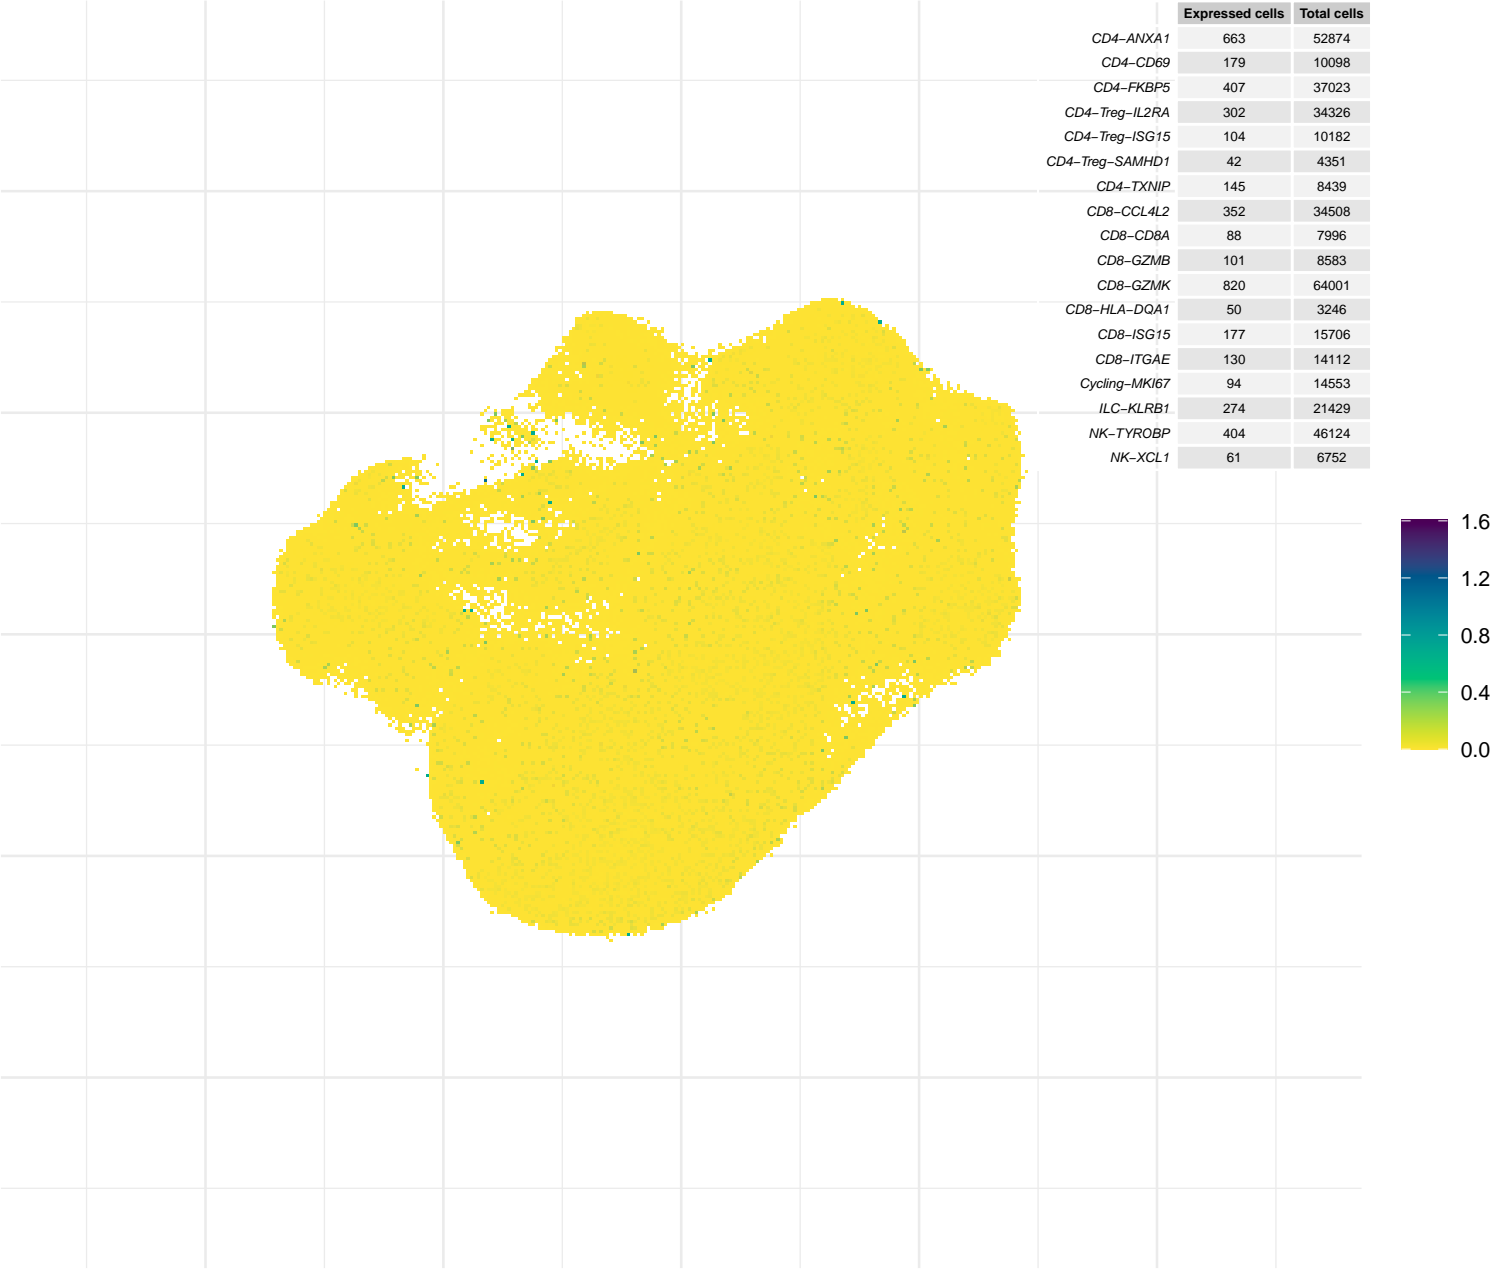 Expressed cells Total cells
CD4−ANXA1 663 52874
CD4−CD69 179 10098
CD4−FKBP5 407 37023
CD4−Treg−IL2RA 302 34326
CD4−Treg−ISG15 104 10182
CD4−Treg−SAMHD1 42 4351
CD4−TXNIP 145 8439
CD8−CCL4L2 352 34508
CD8−CD8A 88 7996
CD8−GZMB 101 8583
CD8−GZMK 820 64001
CD8−HLA−DQA1 50 3246
CD8−ISG15 177 15706
CD8−ITGAE 130 14112
Cycling−MKI67 94 14553
ILC−KLRB1 274 21429
NK−TYROBP 404 46124
NK−XCL1 61 6752
1.6
1.2
0.8
0.4
0.0